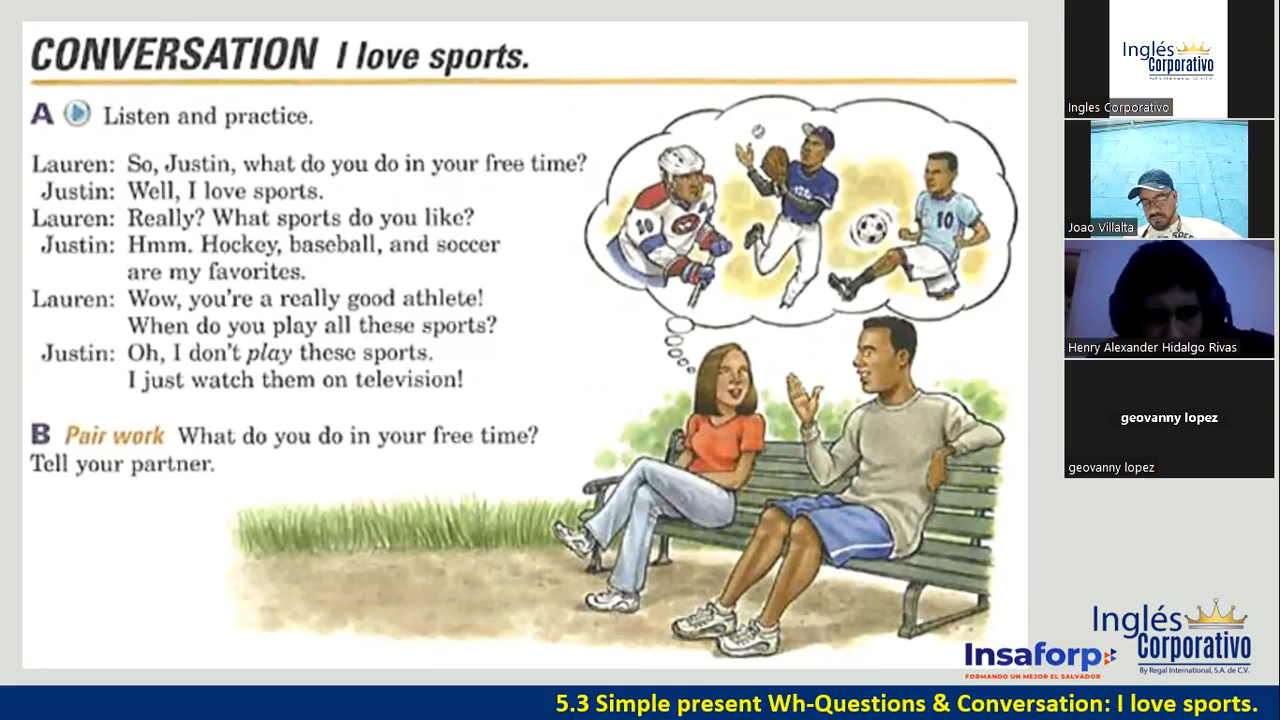 CONVERSATION I love sports.
A Listen and practice.
Lauren: So, Justin, what do you do in your free time?
Justin: Well, I love sports.
Lauren: Really? What sports do you like?
Justin: Hmm. Hockey, baseball, and soccer
are my favorites.
Lauren: Wow, you're a really good athlete!
When do you play all these sports?
Justin: Oh, I don't play these sports.
I just watch them on television!
B Pair work What do you do in your free time?
Tell your partner.
10
10
Inglés
Corporativo
Ingles Corporativo
Joao Villalta
Henry Alexander Hidalgo Rivas
geovanny lopez
geovanny lopez
Insaforp
FORMANDO UN MEJOR EL SALVADOR
Inglés
Corporativo
By Regal International, S.A. de C.V.
5.3 Simple present Wh-Questions & Conversation: I love sports.